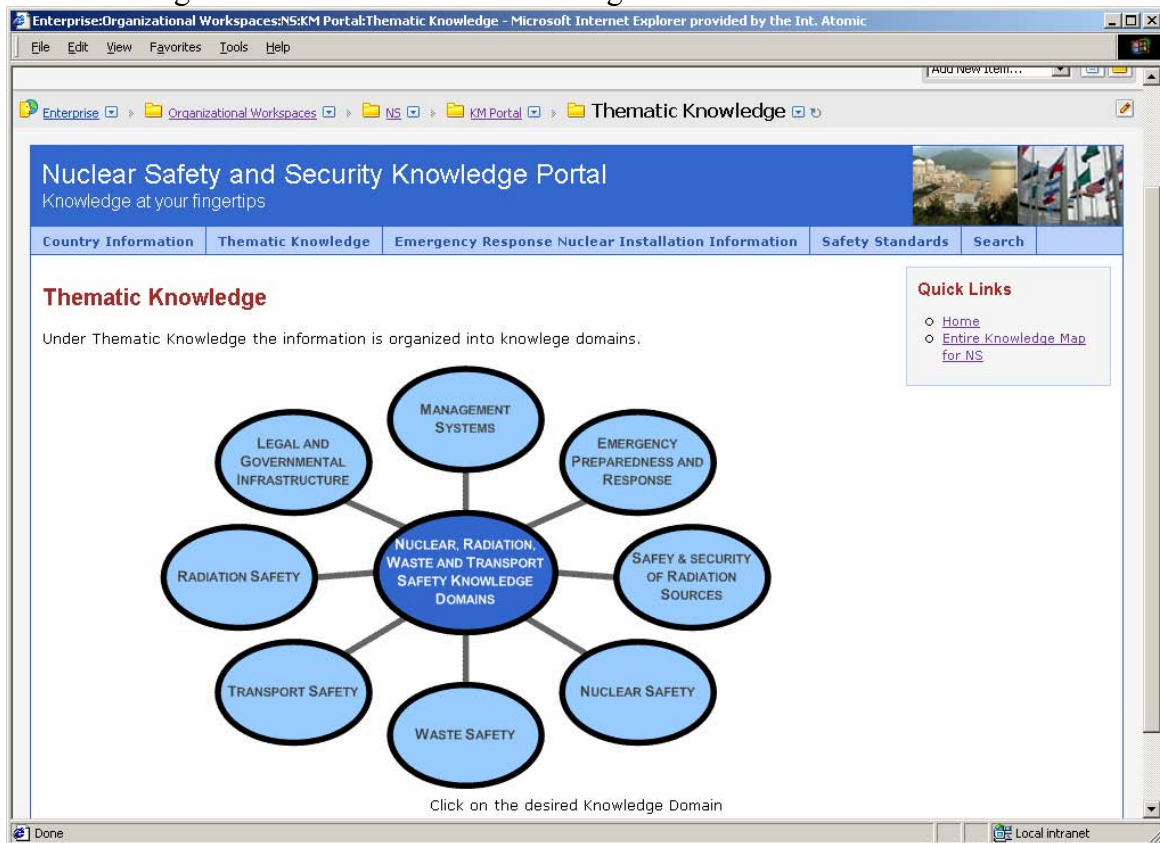 Enterprise:Organizational Workspaces:NS:KM Portal:Thematic Knowledge - Microsoft Internet Explorer provided by the Int. Atomic
File Edit View Favorites Tools Help
Add New Item...
Enterprise Organizational Workspaces NS KM Portal Thematic Knowledge
Nuclear Safety and Security Knowledge Portal
Knowledge at your fingertips
Country Information Thematic Knowledge Emergency Response Nuclear Installation Information Safety Standards Search
Thematic Knowledge
Under Thematic Knowledge the information is organized into knowlege domains.
Quick Links
Home
Entire Knowledge Map
for NS
MANAGEMENT
SYSTEMS
LEGAL AND
GOVERNMENTAL
INFRASTRUCTURE
EMERGENCY
PREPAREDNESS AND
RESPONSE
NUCLEAR, RADIATION,
WASTE AND TRANSPORT
SAFETY KNOWLEDGE
DOMAINS
RADIATION SAFETY
SAFEY & SECURITY
OF RADIATION
SOURCES
TRANSPORT SAFETY
NUCLEAR SAFETY
WASTE SAFETY
Click on the desired Knowledge Domain
Done
Local intranet